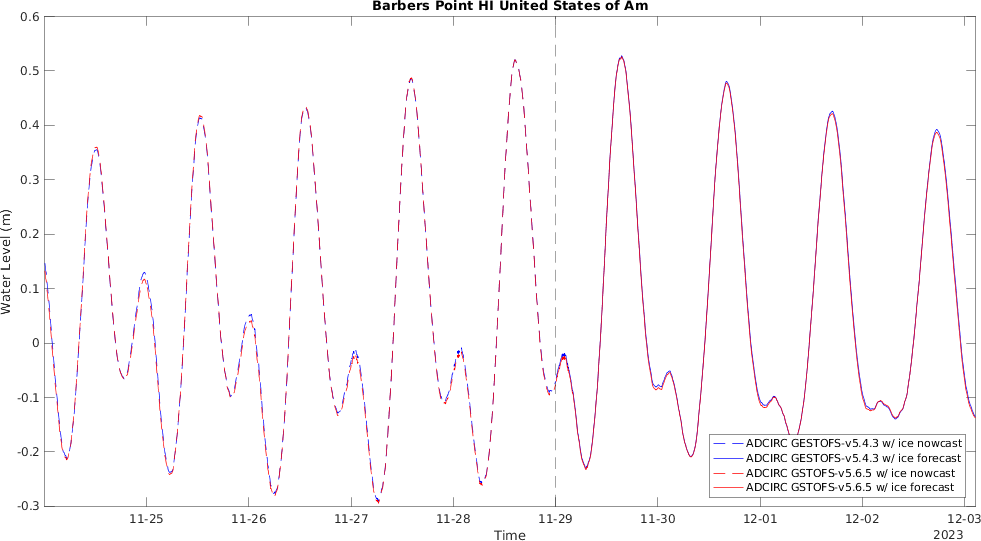 Barbers Point HI United States of Am
Water Level (m)
0.6
0.5
0.4
0.3
0.2
0.1
0
-0.1
-0.2
-0.3
ADCIRC GESTOFS-v5.4.3 w/ ice nowcast
ADCIRC GESTOFS-v5.4.3 w/ ice forecast
ADCIRC GSTOFS-v5.6.5 w/ ice nowcast
ADCIRC GSTOFS-v5.6.5 w/ ice forecast
11-25 11-26 11-27 11-28 11-29 11-30 12-01 12-02 12-03
2023
Time